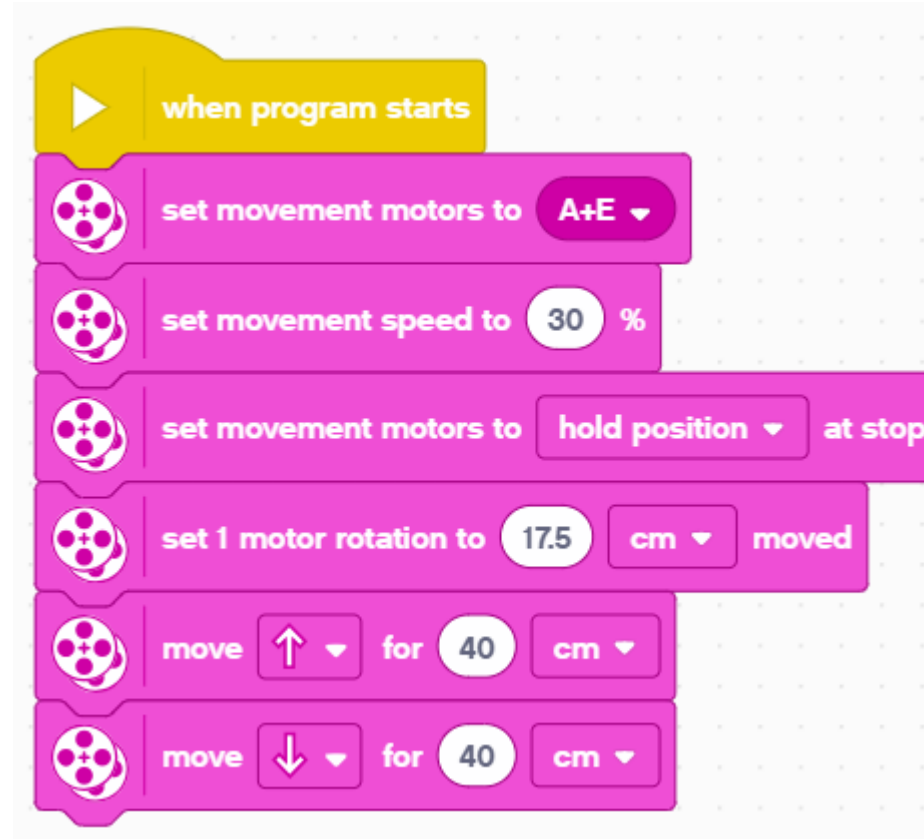 when program starts
set movement motors to A+E
set movement speed to 30 %
set movement motors to hold position at stop
set 1 motor rotation to 17.5 cm moved
move ↑ for 40 cm
move ↓ for 40 cm